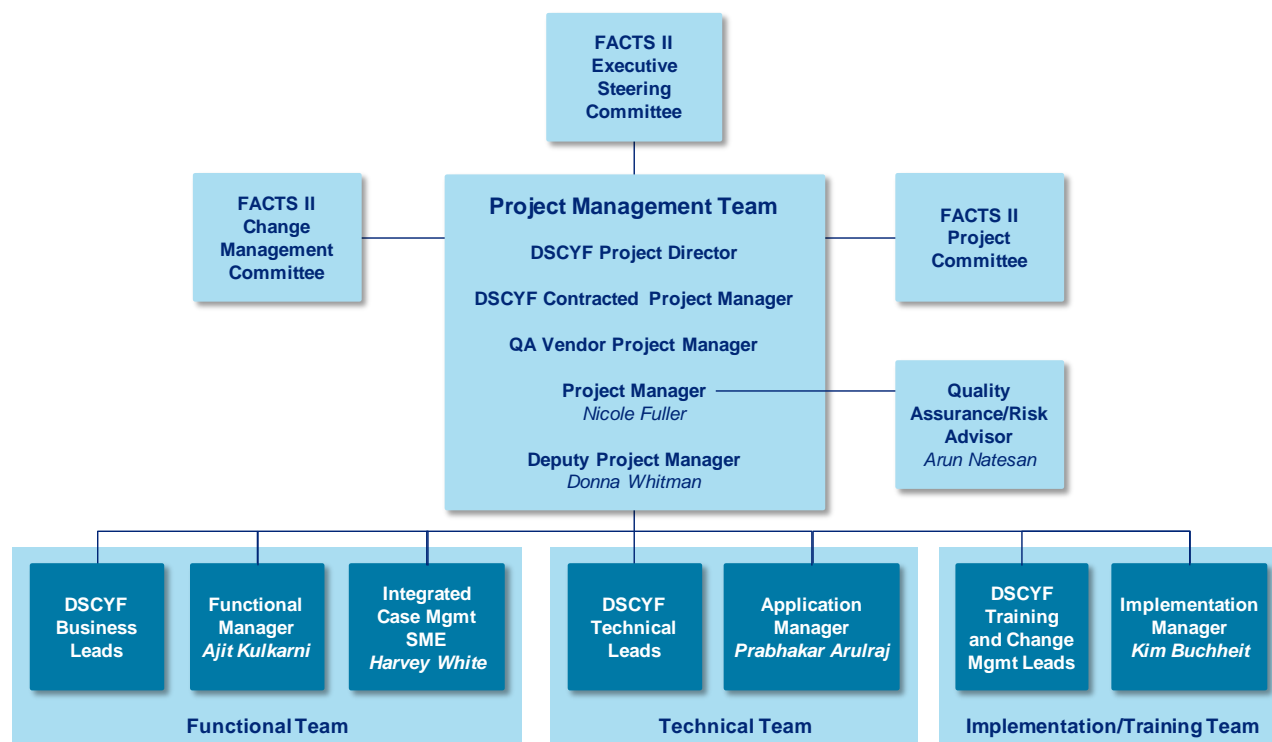 FACTS II
Executive
Steering
Committee
FACTS II
Change
Management
Committee
Project Management Team
DSCYF Project Director
DSCYF Contracted Project Manager
QA Vendor Project Manager
Project Manager
Nicole Fuller
Deputy Project Manager
Donna Whitman
FACTS II
Project
Committee
Quality
Assurance/Risk
Advisor
Arun Natesan
DSCYF
Business
Leads
Functional
Manager
Ajit Kulkarni
Integrated
Case Mgmt
SME
Harvey White
Functional Team
DSCYF
Technical
Leads
Application
Manager
Prabhakar Arulraj
Technical Team
DSCYF
Training
and Change
Mgmt Leads
Implementation
Manager
Kim Buchheit
Implementation/Training Team